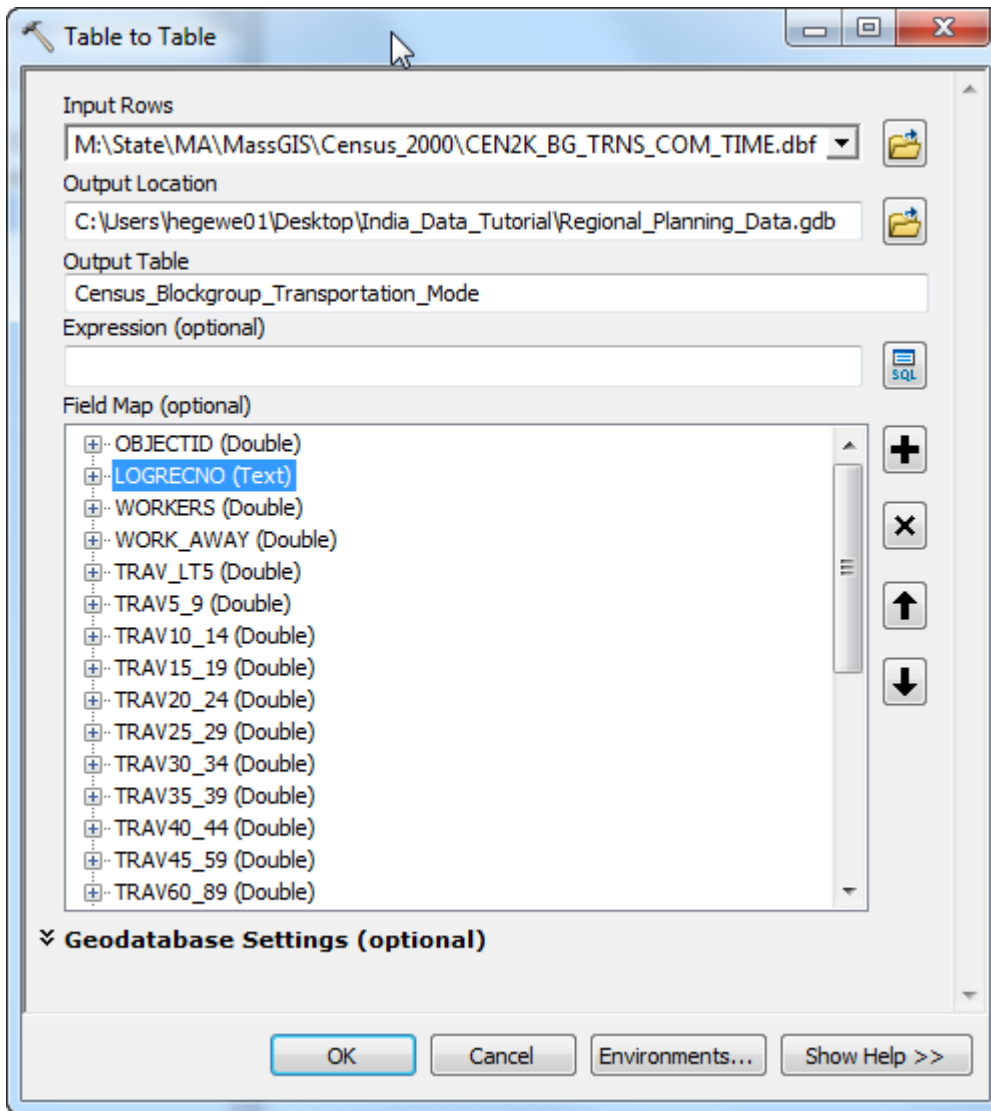 Table to Table
Input Rows
M:\State\MA\MassGIS\Census_2000\CEN2K_BG_TRNS_COM_TIME.dbf
Output Location
C:\Users\hegewe01\Desktop\India_Data_Tutorial\Regional_Planning_Data.gdb
Output Table
Census_Blockgroup_Transportation_Mode
Expression (optional)
SQL
Field Map (optional)
OBJECTID (Double)
LOGRECNO (Text)
WORKERS (Double)
WORK_AWAY (Double)
TRAV_LT5 (Double)
TRAV5_9 (Double)
TRAV10_14 (Double)
TRAV15_19 (Double)
TRAV20_24 (Double)
TRAV25_29 (Double)
TRAV30_34 (Double)
TRAV35_39 (Double)
TRAV40_44 (Double)
TRAV45_59 (Double)
TRAV60_89 (Double)
Geodatabase Settings (optional)
OK Cancel Environments... Show Help >>